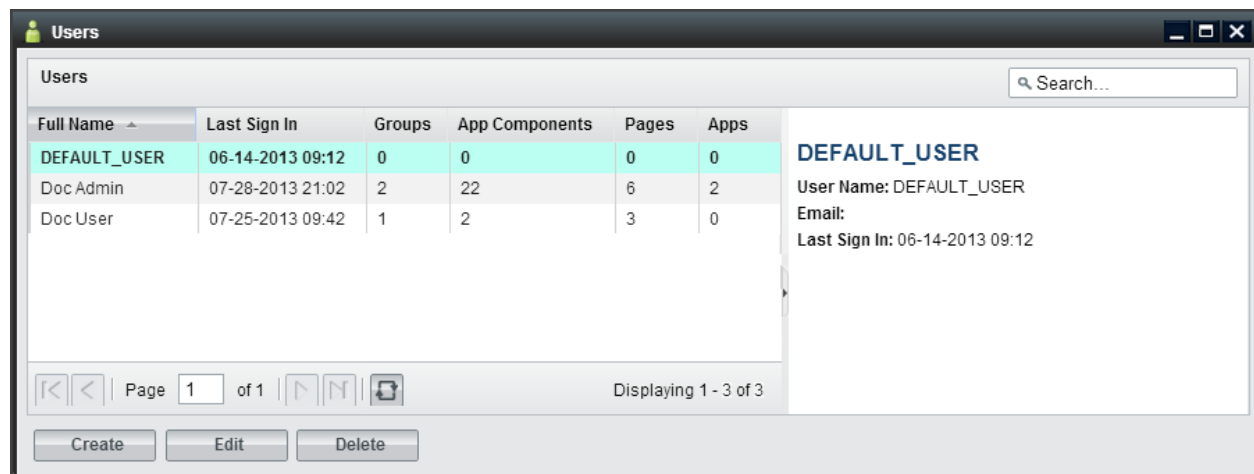 Users
Users
Search...
Full Name Last Sign In Groups App Components Pages Apps
DEFAULT_USER 06-14-2013 09:12 0 0 0 0
Doc Admin 07-28-2013 21:02 2 22 6 2
Doc User 07-25-2013 09:42 1 2 3 0
Page 1 of 1
Displaying 1 - 3 of 3
DEFAULT_USER
User Name: DEFAULT_USER
Email:
Last Sign In: 06-14-2013 09:12
Create Edit Delete